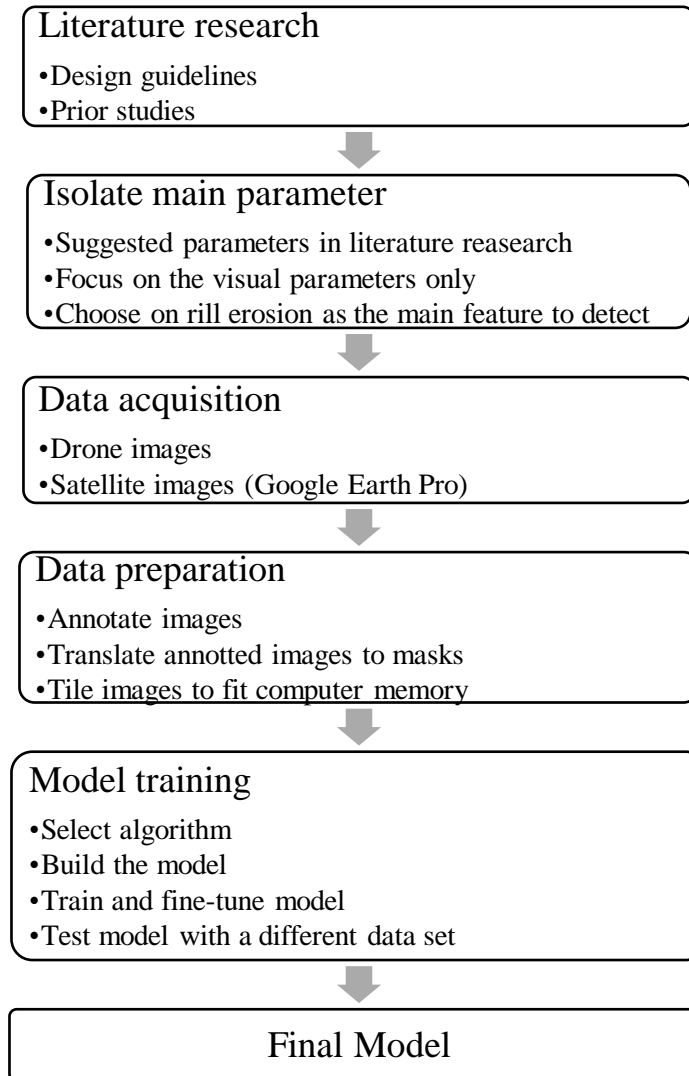 Literature research
•Design guidelines
•Prior studies
Isolate main parameter
•Suggested parameters in literature reasearch
•Focus on the visual parameters only
•Choose on rill erosion as the main feature to detect
Data acquisition
•Drone images
•Satellite images (Google Earth Pro)
Data preparation
•Annotate images
•Translate annotted images to masks
•Tile images to fit computer memory
Model training
•Select algorithm
•Build the model
•Train and fine-tune model
•Test model with a different data set
Final Model